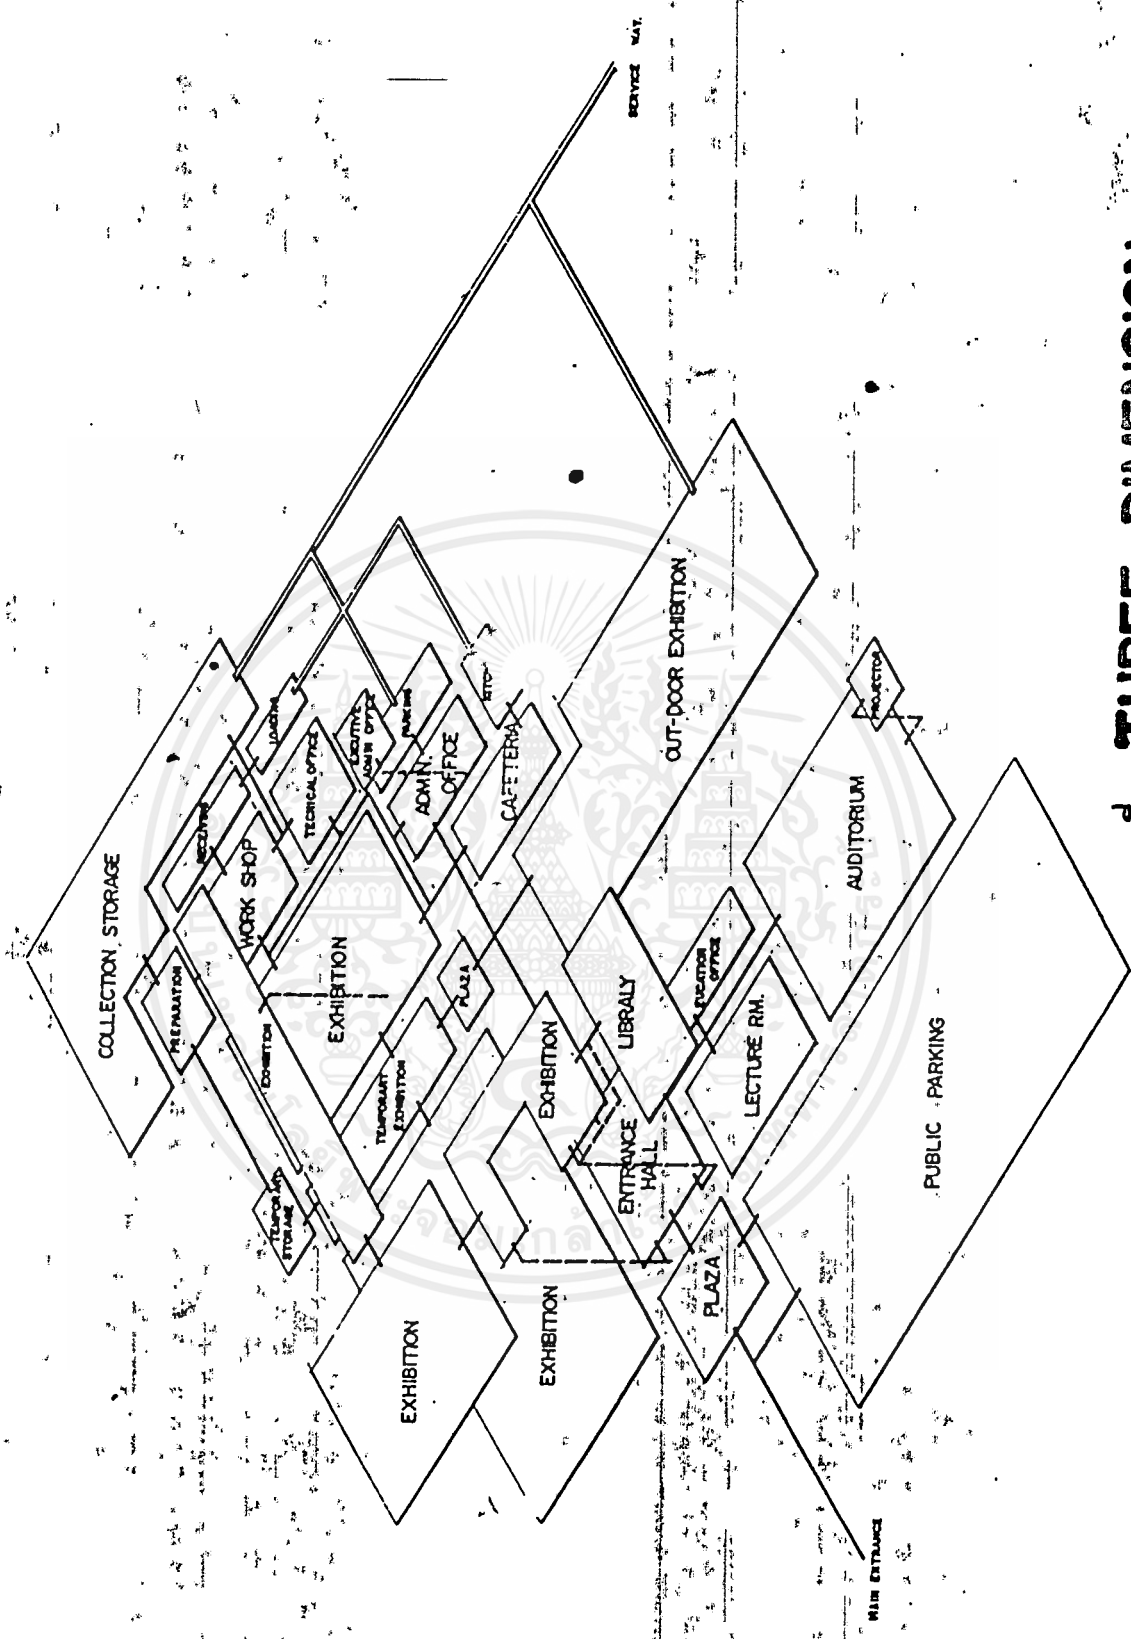 SERVICE WAY.
COLLECTION STORAGE
RECEIVING
LOADING
PREPARATION
WORK SHOP
TECNICAL OFFICE
EXECUTIVE
ADMIN OFFICE
PARKING
ADMN.
OFFICE
CAFETERIA
EXHIBITION
EXHIBITION
TEMPORARY
STORAGE
TEMPORARY
EXHIBITION
PLAZA
OUT-DOOR EXHIBITION
EXHIBITION
EXHIBITION
EXHIBITION
LIBRALY
ENTRANCE
HALL
EDUCATION
OFFICE
LECTURE RM.
AUDITORIUM
PROJECTOR
PLAZA
PUBLIC PARKING
MAIN ENTRANCE